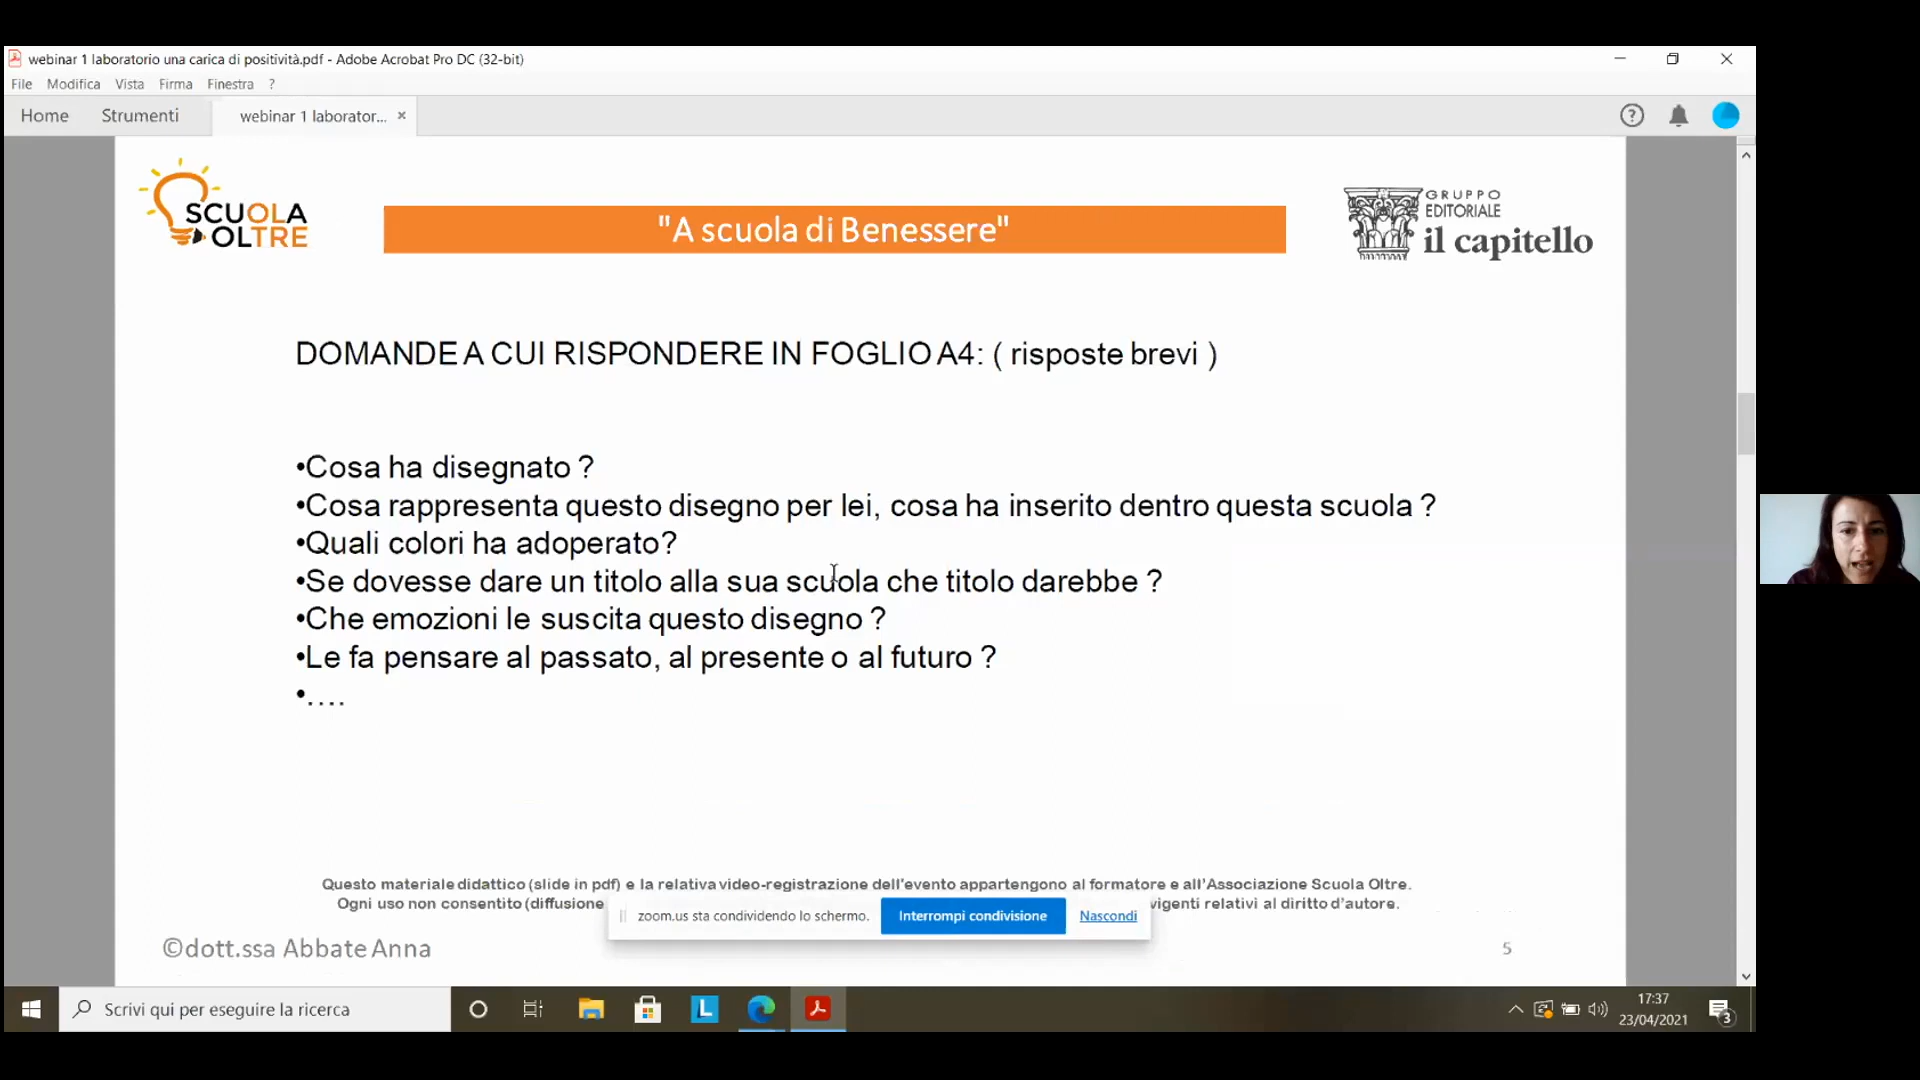 webinar 1 laboratorio una carica di positività.pdf - Adobe Acrobat Pro DC (32-bit)
File Modifica Vista Firma Finestra ?
Home Strumenti webinar 1 laborator... ×
SCUOLA
OLTRE
"A scuola di Benessere"
GRUPPO
EDITORIALE
il capitello
DOMANDE A CUI RISPONDERE IN FOGLIO A4: ( risposte brevi )
•Cosa ha disegnato ?
•Cosa rappresenta questo disegno per lei, cosa ha inserito dentro questa scuola ?
•Quali colori ha adoperato?
•Se dovesse dare un titolo alla sua scuola che titolo darebbe ?
•Che emozioni le suscita questo disegno ?
•Le fa pensare al passato, al presente o al futuro ?
•....
Questo materiale didattico (slide in pdf) e la relativa video-registrazione dell'evento appartengono al formatore e all'Associazione Scuola Oltre.
Ogni uso non consentito (diffusione vigenti relativi al diritto d'autore.
zoom.us sta condividendo lo schermo. Interrompi condivisione Nascondi
©dott.ssa Abbate Anna
5
Scrivi qui per eseguire la ricerca
17:37
23/04/2021
3